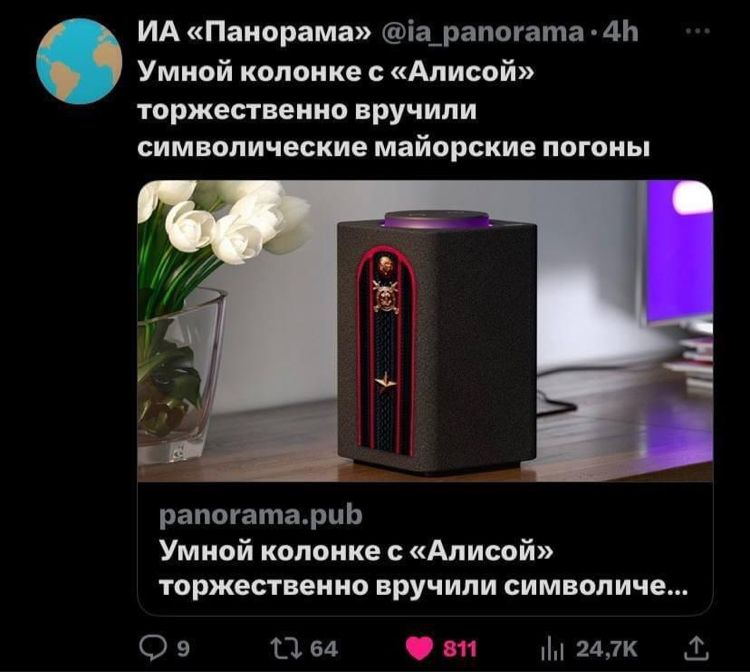 ИА «Панорама» @ia_panorama · 4h
Умной колонке с «Алисой»
торжественно вручили
символические майорские погоны
panorama.pub
Умной колонке с «Алисой»
торжественно вручили символиче...
9 64 811 24,7K